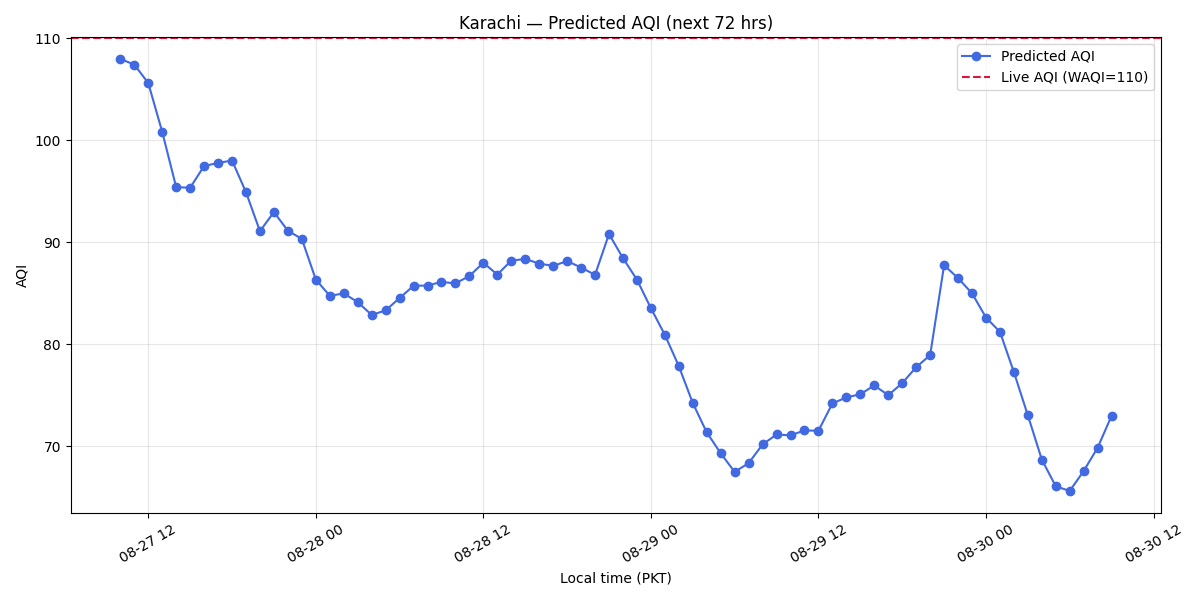 Karachi — Predicted AQI (next 72 hrs)
Predicted AQI
Live AQI (WAQI=110)
110
100
90
80
70
AQI
08-27 12
08-28 00
08-28 12
08-29 00
08-29 12
08-30 00
08-30 12
Local time (PKT)